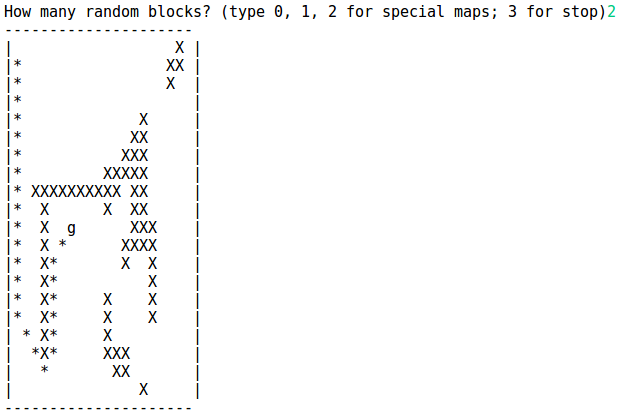 How many random blocks? (type 0, 1, 2 for special maps; 3 for stop)2
---------------------
|                  X |
|*                XX |
|*                X  |
|*                   |
|*             X     |
|*            XX     |
|*           XXX     |
|*         XXXXX     |
|* XXXXXXXXXX XX     |
|*  X      X  XX     |
|*  X  g      XXX    |
|*  X *      XXXX    |
|*  X*       X  X    |
|*  X*          X    |
|*  X*     X    X    |
|*  X*     X    X    |
| * X*     X         |
|  *X*     XXX       |
|   *       XX       |
|              X     |
---------------------